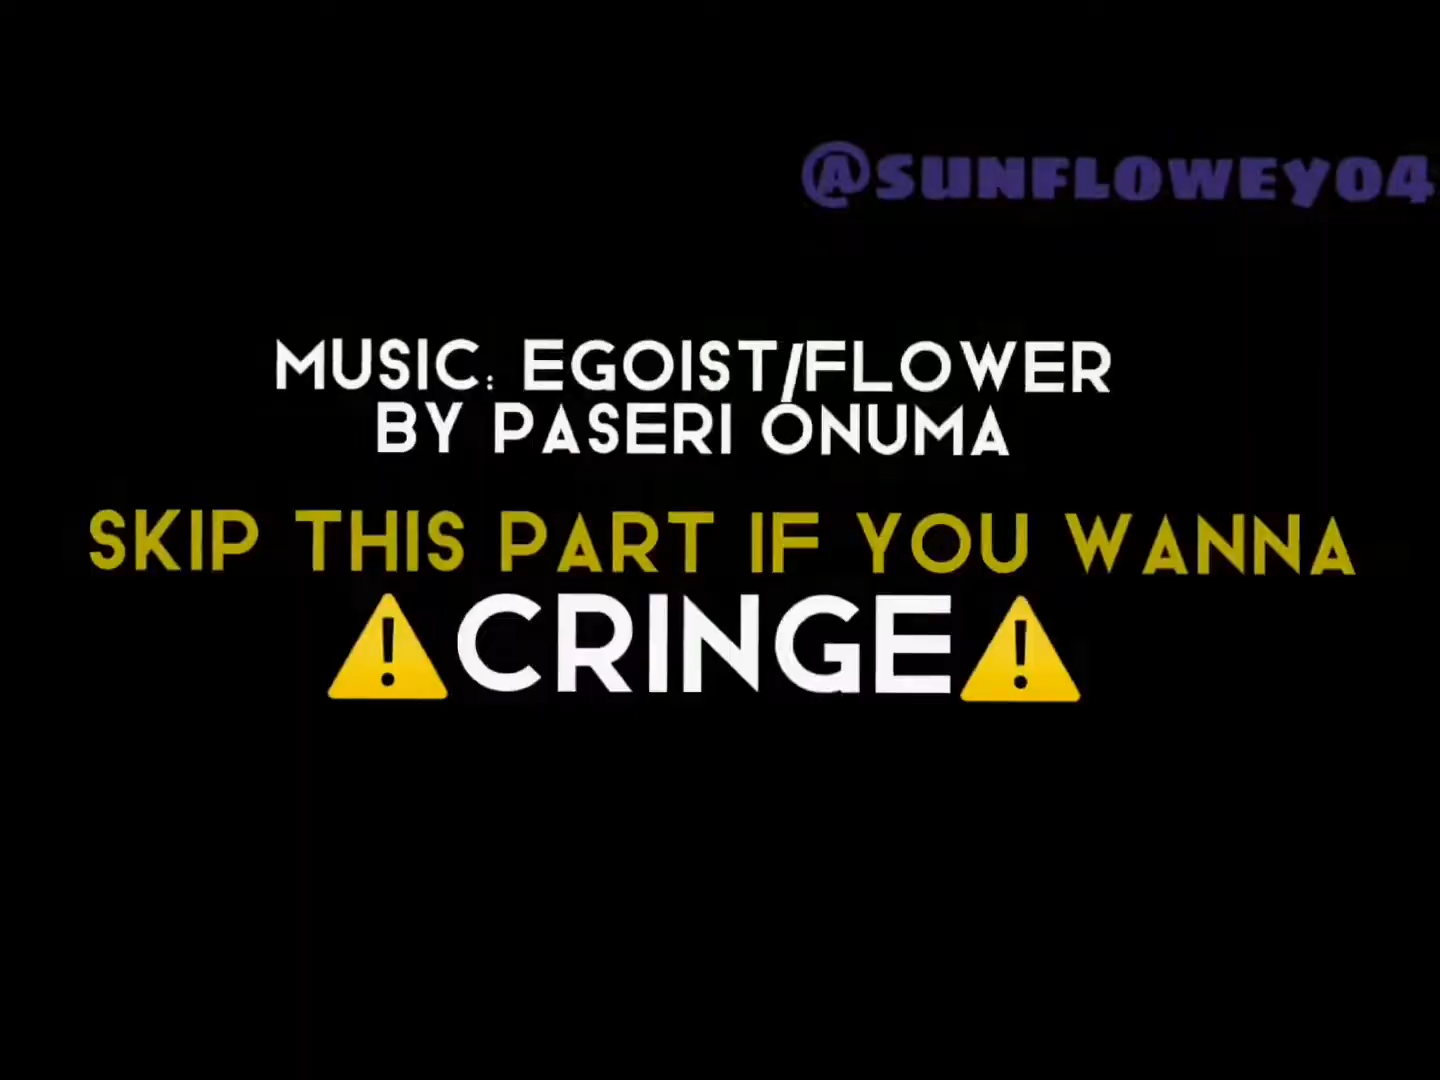 @SUNFLOWEY04
MUSIC: EGOIST/FLOWER
BY PASERI ONUMA
SKIP THIS PART IF YOU WANNA
⚠️CRINGE⚠️